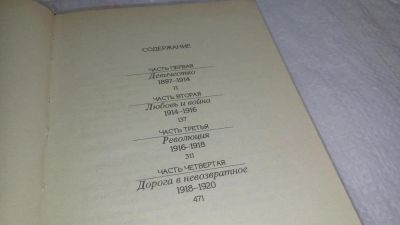 СОДЕРЖАНИЕ
ЧАСТЬ ПЕРВАЯ
Детство
1897–1914
11
ЧАСТЬ ВТОРАЯ
Любовь и война
1914–1916
137
ЧАСТЬ ТРЕТЬЯ
Революция
1916–1918
311
ЧАСТЬ ЧЕТВЕРТАЯ
Дорога в невозвратное
1918–1920
471